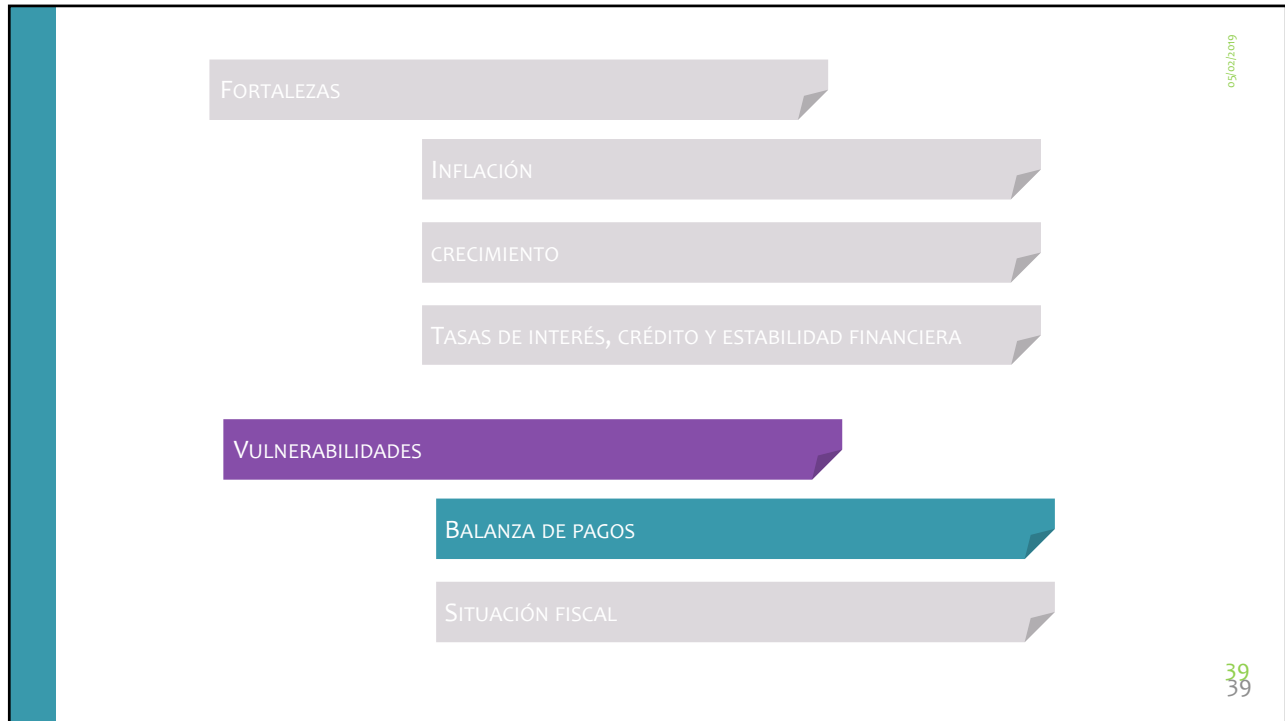 05/02/2019
FORTALEZAS
INFLACIÓN
CRECIMIENTO
TASAS DE INTERÉS, CRÉDITO Y ESTABILIDAD FINANCIERA
VULNERABILIDADES
BALANZA DE PAGOS
SITUACIÓN FISCAL
39
39